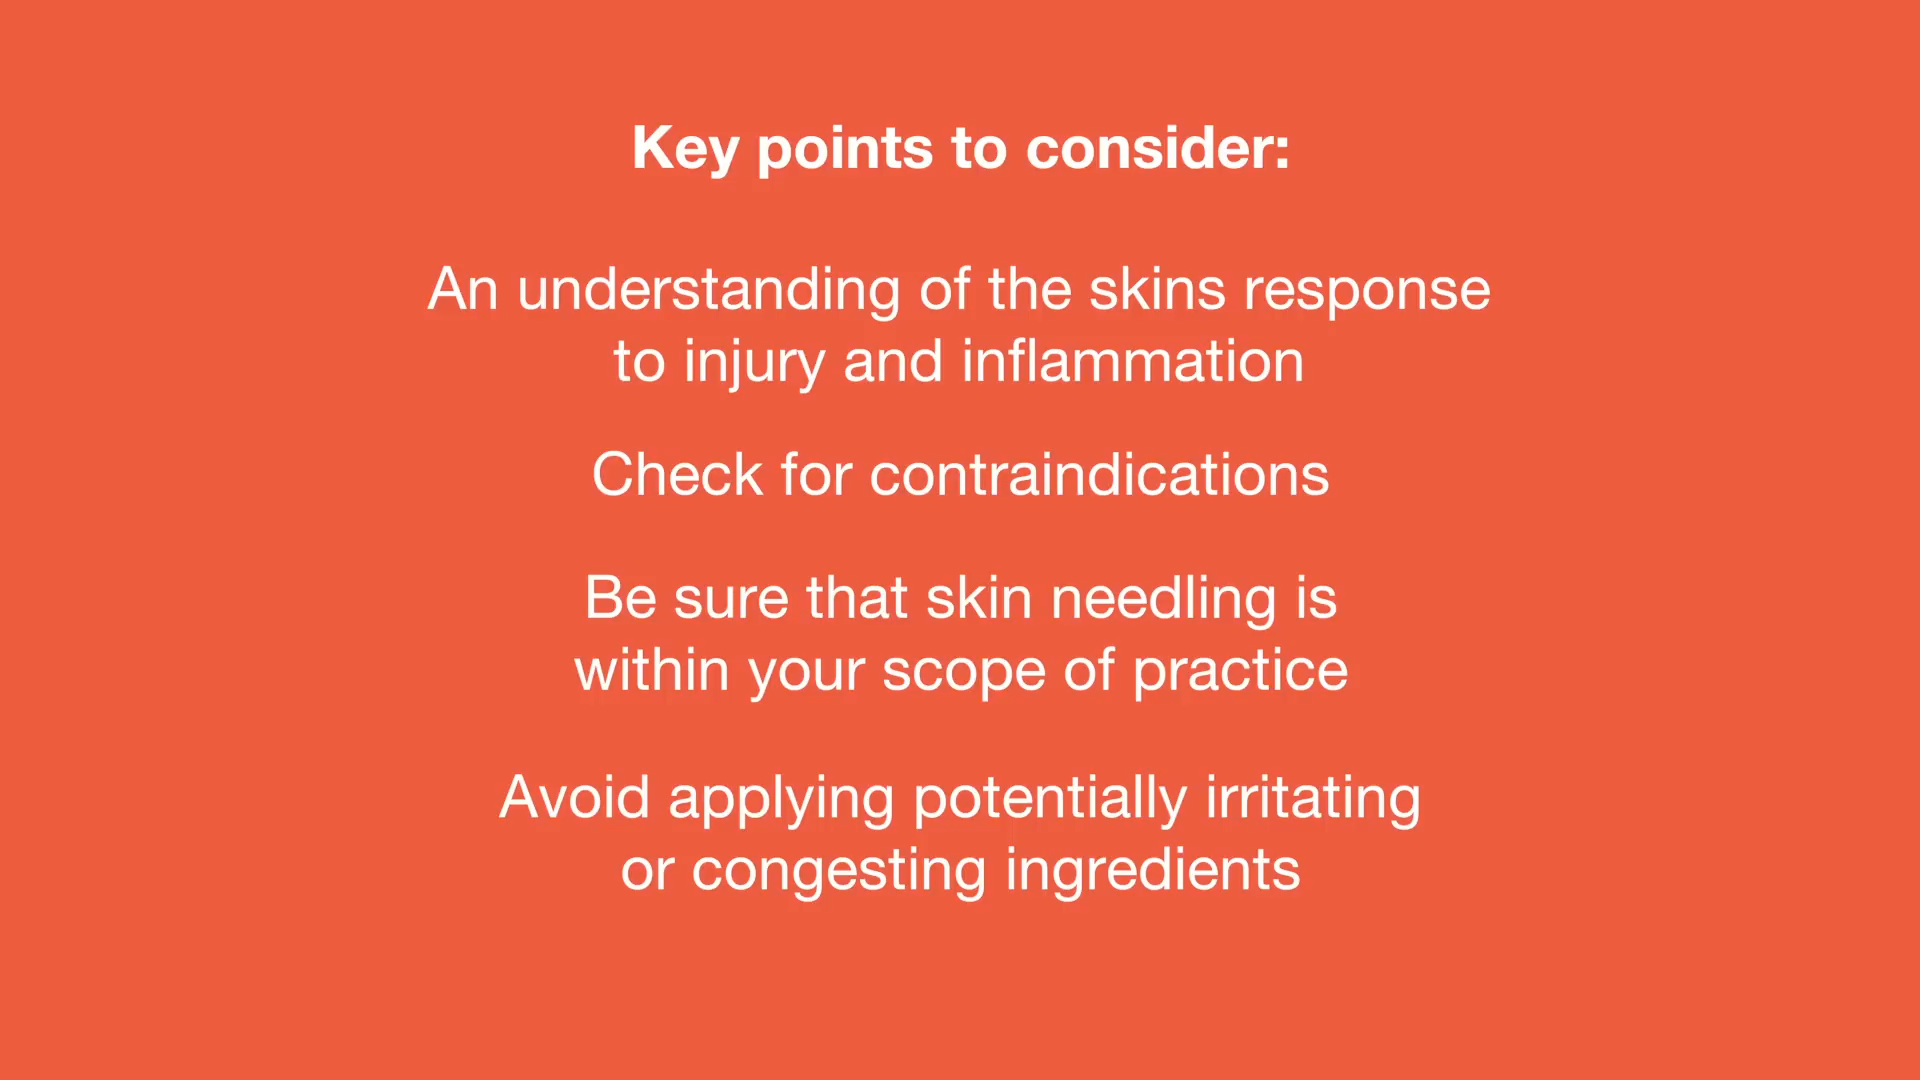 Key points to consider:
An understanding of the skins response
to injury and inflammation
Check for contraindications
Be sure that skin needling is
within your scope of practice
Avoid applying potentially irritating
or congesting ingredients